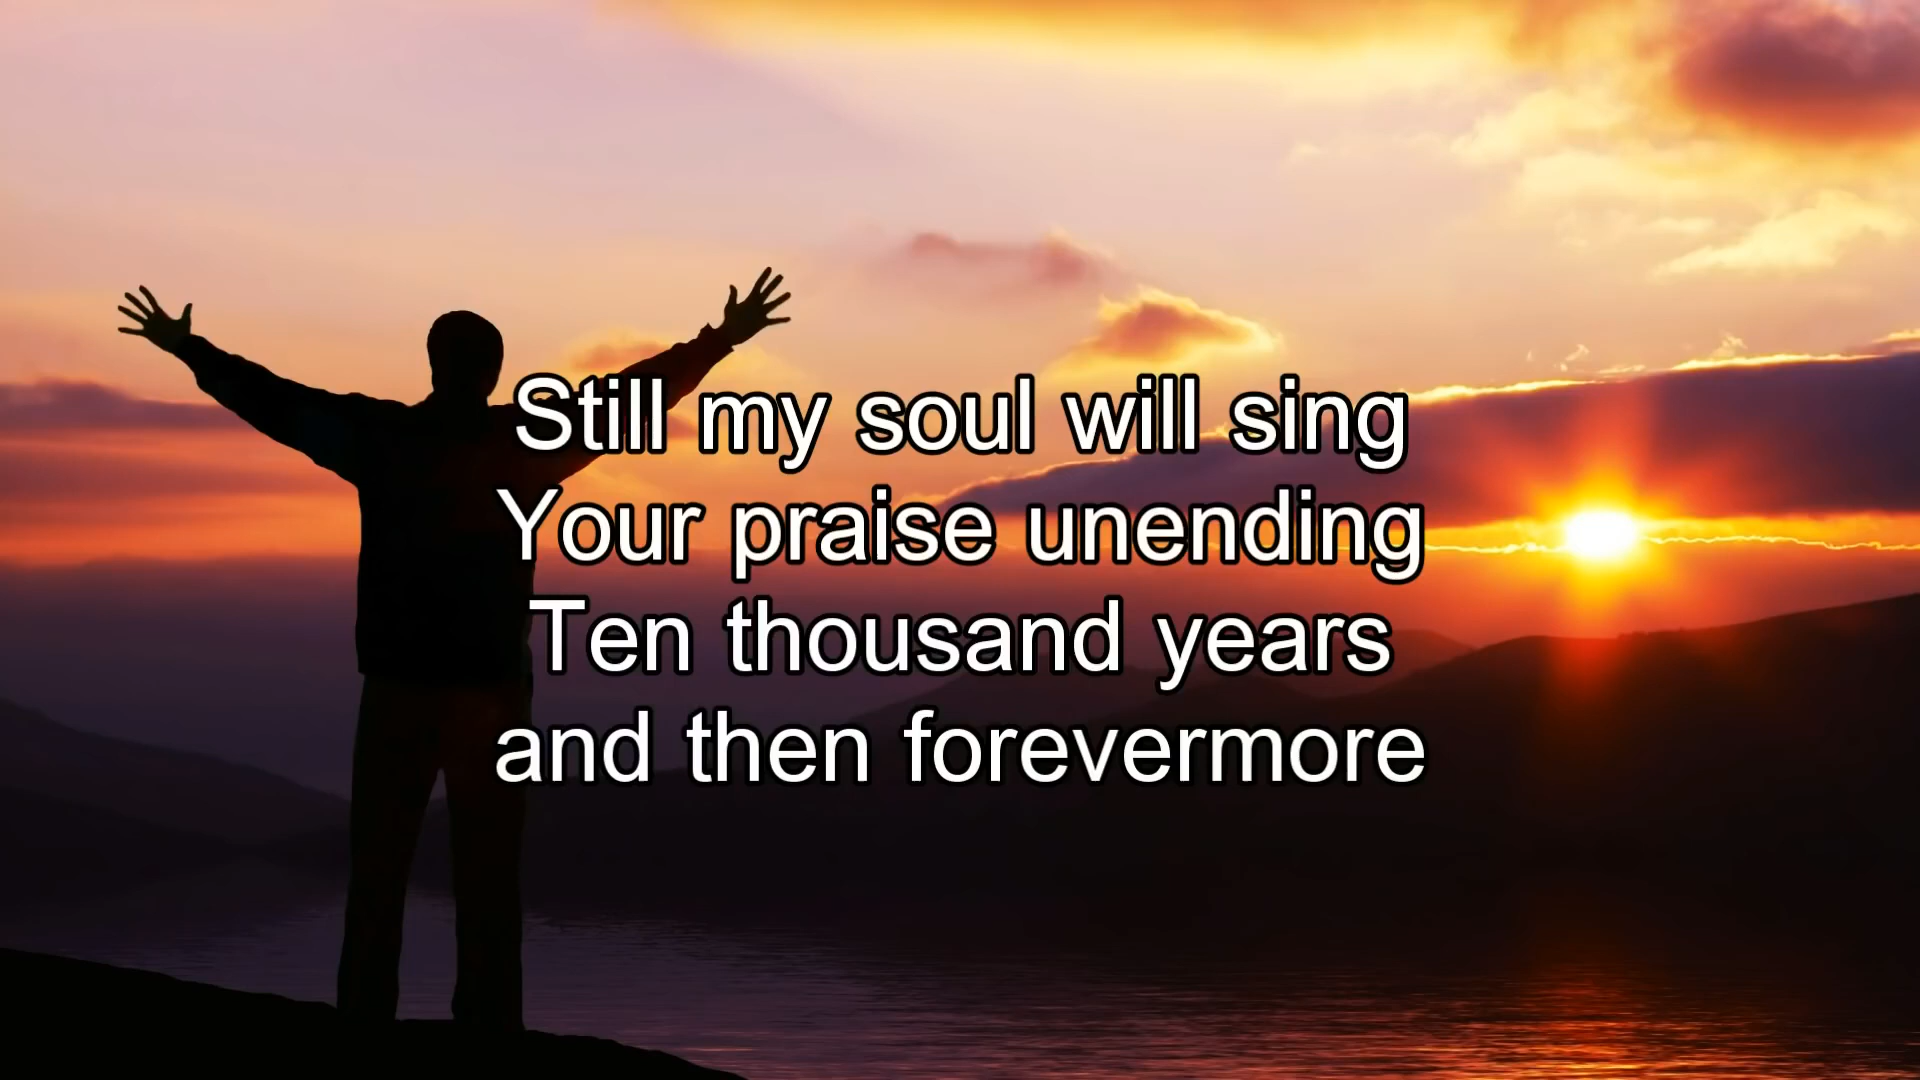 Still my soul will sing
Your praise unending
Ten thousand years
and then forevermore